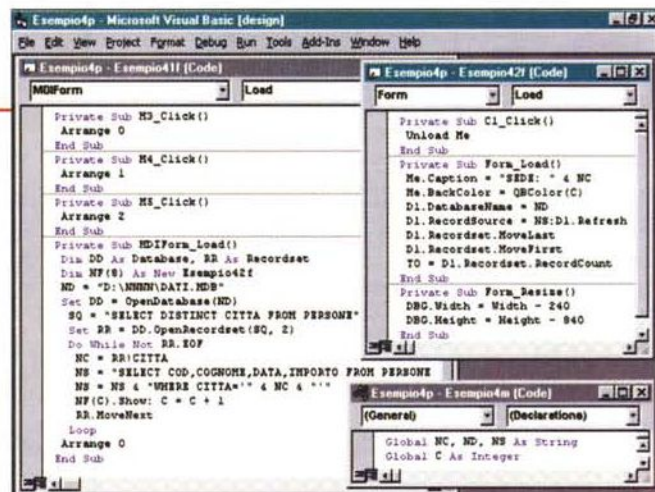 Esempio4p - Microsoft Visual Basic [design]
File Edit View Project Format Debug Run Tools Add-Ins Window Help
Esempio4p - Esempio41f (Code)
MDIForm Load
Private Sub M3_Click()
Arrange 0
End Sub
Private Sub M4_Click()
Arrange 1
End Sub
Private Sub M5_Click()
Arrange 2
End Sub
Private Sub MDIForm_Load()
Dim DD As Database, RR As Recordset
Dim NF(8) As New Esempio42f
ND = "D:\NNNN\DATI.MDB"
Set DD = OpenDatabase(ND)
SQ = "SELECT DISTINCT CITTA FROM PERSONE"
Set RR = DD.OpenRecordset(SQ, 2)
Do While Not RR.EOF
NC = RR!CITTA
NS = "SELECT COD,COGNOME,DATA,IMPORTO FROM PERSONE
NS = NS & "WHERE CITTA='" & NC & "'"
NF(C).Show: C = C + 1
RR.MoveNext
Loop
Arrange 0
End Sub
Esempio4p - Esempio42f (Code)
Form Load
Private Sub C1_Click()
Unload Me
End Sub
Private Sub Form_Load()
Me.Caption = "SEDE: " & NC
Me.BackColor = QBColor(C)
D1.DatabaseName = ND
D1.RecordSource = NS:D1.Refresh
D1.Recordset.MoveLast
D1.Recordset.MoveFirst
TO = D1.Recordset.RecordCount
End Sub
Private Sub Form_Resize()
DBG.Width = Width - 240
DBG.Height = Height - 840
End Sub
Esempio4p - Esempio4m (Code)
(General) (Declarations)
Global NC, ND, NS As String
Global C As Integer